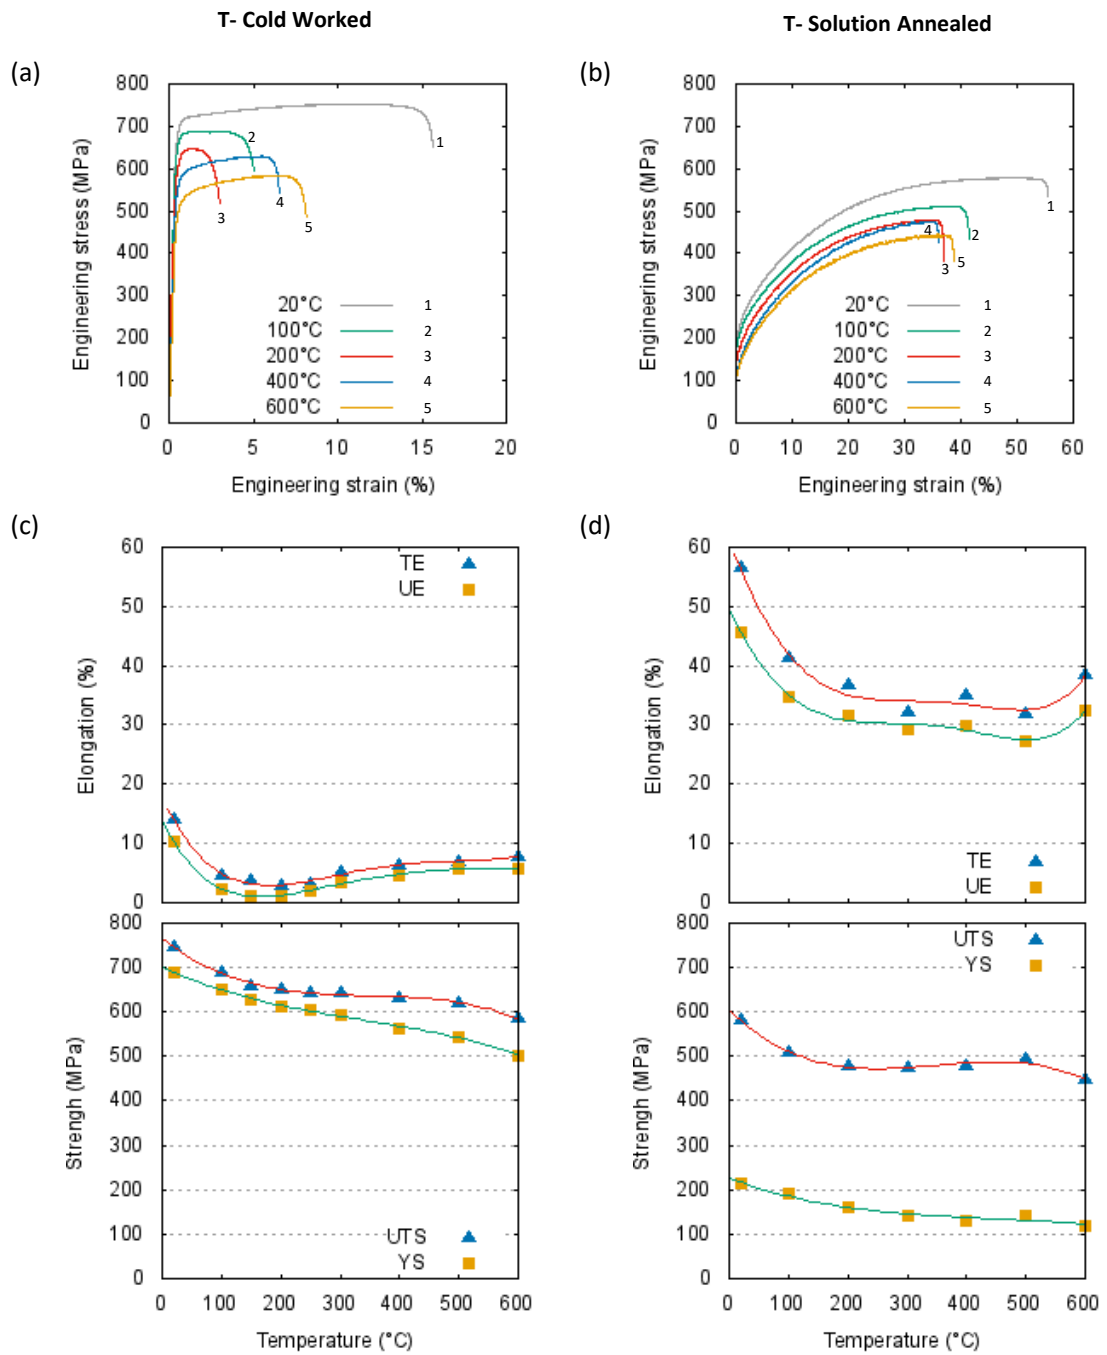 T- Cold Worked
T- Solution Annealed
(a)
(b)
800
700
600
500
400
300
200
100
0
Engineering stress (MPa)
1
2
3
4
5
20°C 1
100°C 2
200°C 3
400°C 4
600°C 5
0 5 10 15 20
Engineering strain (%)
800
700
600
500
400
300
200
100
0
Engineering stress (MPa)
1
2
3
4
5
20°C 1
100°C 2
200°C 3
400°C 4
600°C 5
0 10 20 30 40 50 60
Engineering strain (%)
(c)
(d)
60
50
40
30
20
10
0
Elongation (%)
TE
UE
60
50
40
30
20
10
0
Elongation (%)
TE
UE
800
700
600
500
400
300
200
100
0
Strengh (MPa)
UTS
YS
0 100 200 300 400 500 600
Temperature (°C)
800
700
600
500
400
300
200
100
0
Strengh (MPa)
UTS
YS
0 100 200 300 400 500 600
Temperature (°C)